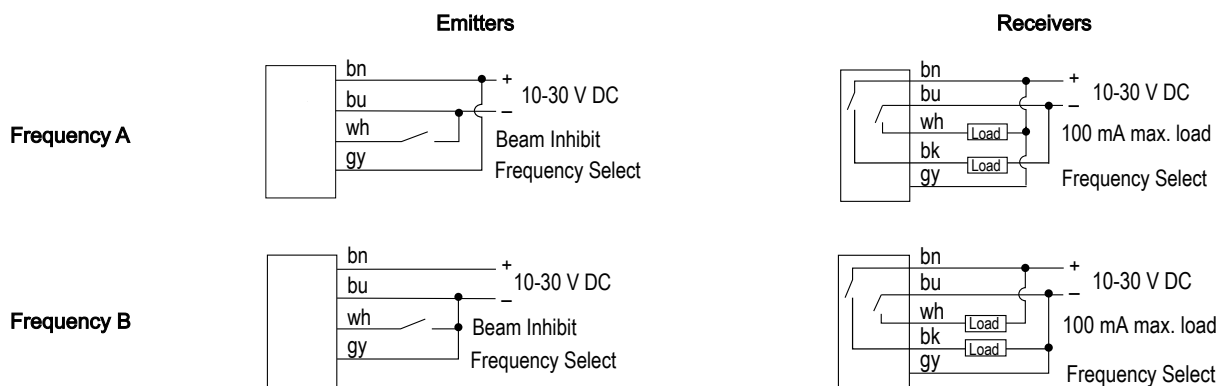 Emitters
Receivers
Frequency A
bn
+
bu
10-30 V DC
–
wh
Beam Inhibit
gy
Frequency Select
bn
+
bu
10-30 V DC
–
wh
Load
100 mA max. load
bk
Load
gy
Frequency Select
Frequency B
bn
+
bu
10-30 V DC
–
wh
Beam Inhibit
gy
Frequency Select
bn
+
bu
10-30 V DC
–
wh
Load
100 mA max. load
bk
Load
gy
Frequency Select